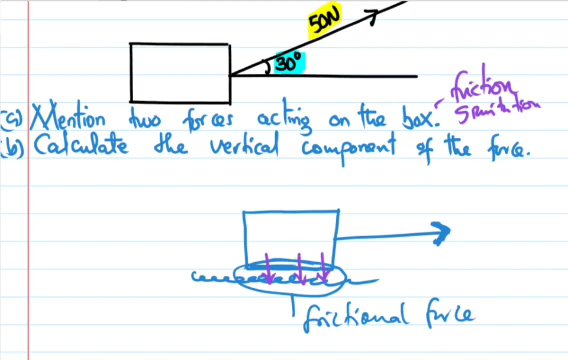 50N
30°
(a) Mention two forces acting on the box. friction
(b) Calculate the vertical component of the force.
frictional force